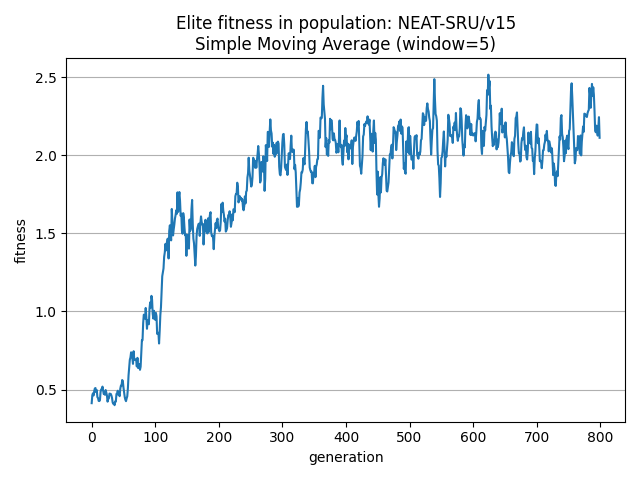 Elite fitness in population: NEAT-SRU/v15
Simple Moving Average (window=5)
fitness
2.5
2.0
1.5
1.0
0.5
0 100 200 300 400 500 600 700 800
generation